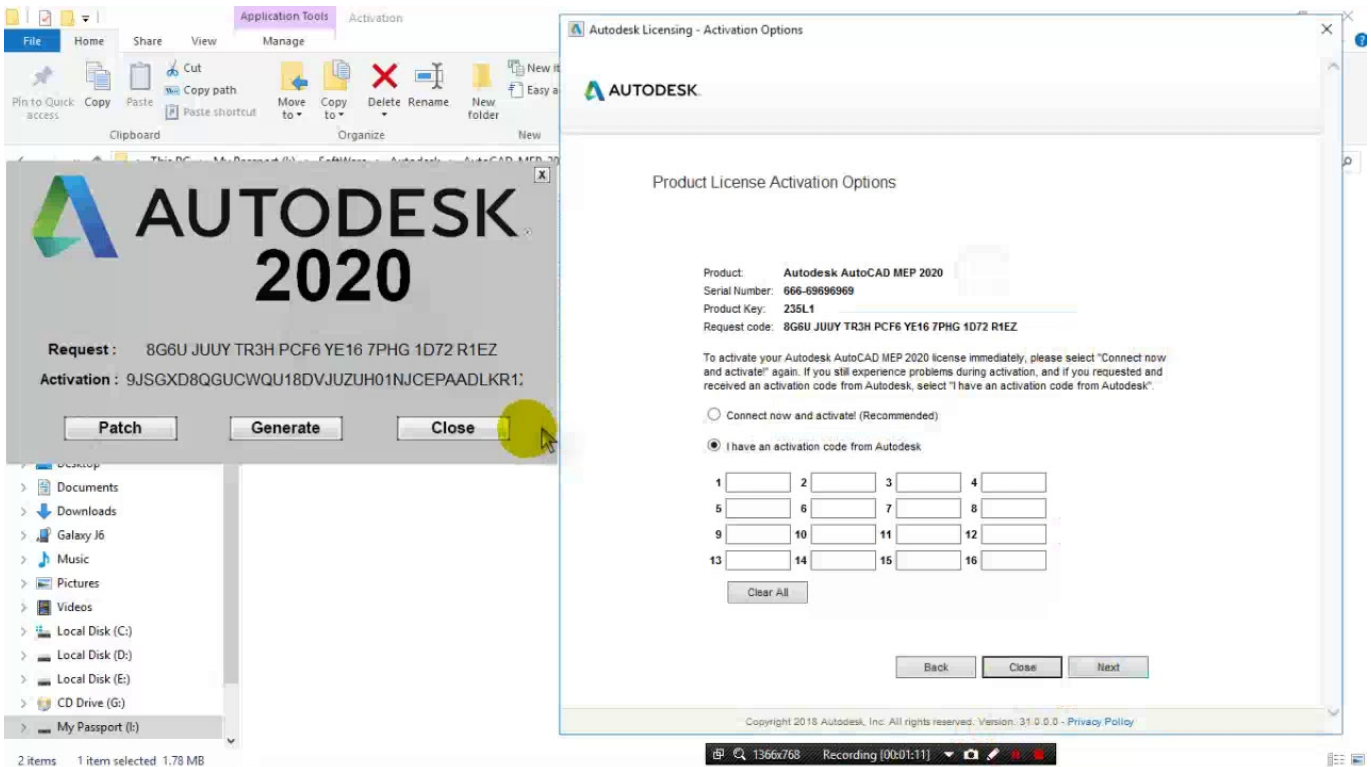 Application Tools Activation
File Home Share View Manage
Pin to Quick access Copy Paste Cut Copy path Paste shortcut Move to Copy to Delete Rename New folder New it Easy a
Clipboard Organize New
X
AUTODESK
2020
Request : 8G6U JUUY TR3H PCF6 YE16 7PHG 1D72 R1EZ
Activation : 9JSGXD8QGUCWQU18DVJUZUH01NJCEPAADLKR1
Patch Generate Close
Desktop
Documents
Downloads
Galaxy J6
Music
Pictures
Videos
Local Disk (C:)
Local Disk (D:)
Local Disk (E:)
CD Drive (G:)
My Passport (I:)
2 items 1 item selected 1.78 MB
Autodesk Licensing - Activation Options
AUTODESK
Product License Activation Options
Product: Autodesk AutoCAD MEP 2020
Serial Number: 666-69696969
Product Key: 235L1
Request code: 8G6U JUUY TR3H PCF6 YE16 7PHG 1D72 R1EZ
To activate your Autodesk AutoCAD MEP 2020 license immediately, please select "Connect now
and activate!" again. If you still experience problems during activation, and if you requested and
received an activation code from Autodesk, select "I have an activation code from Autodesk".
Connect now and activate! (Recommended)
I have an activation code from Autodesk
1 2 3 4
5 6 7 8
9 10 11 12
13 14 15 16
Clear All
Back Close Next
Copyright 2018 Autodesk, Inc. All rights reserved. Version. 31.0.0.0 - Privacy Policy
1366x768 Recording [00:01:11]